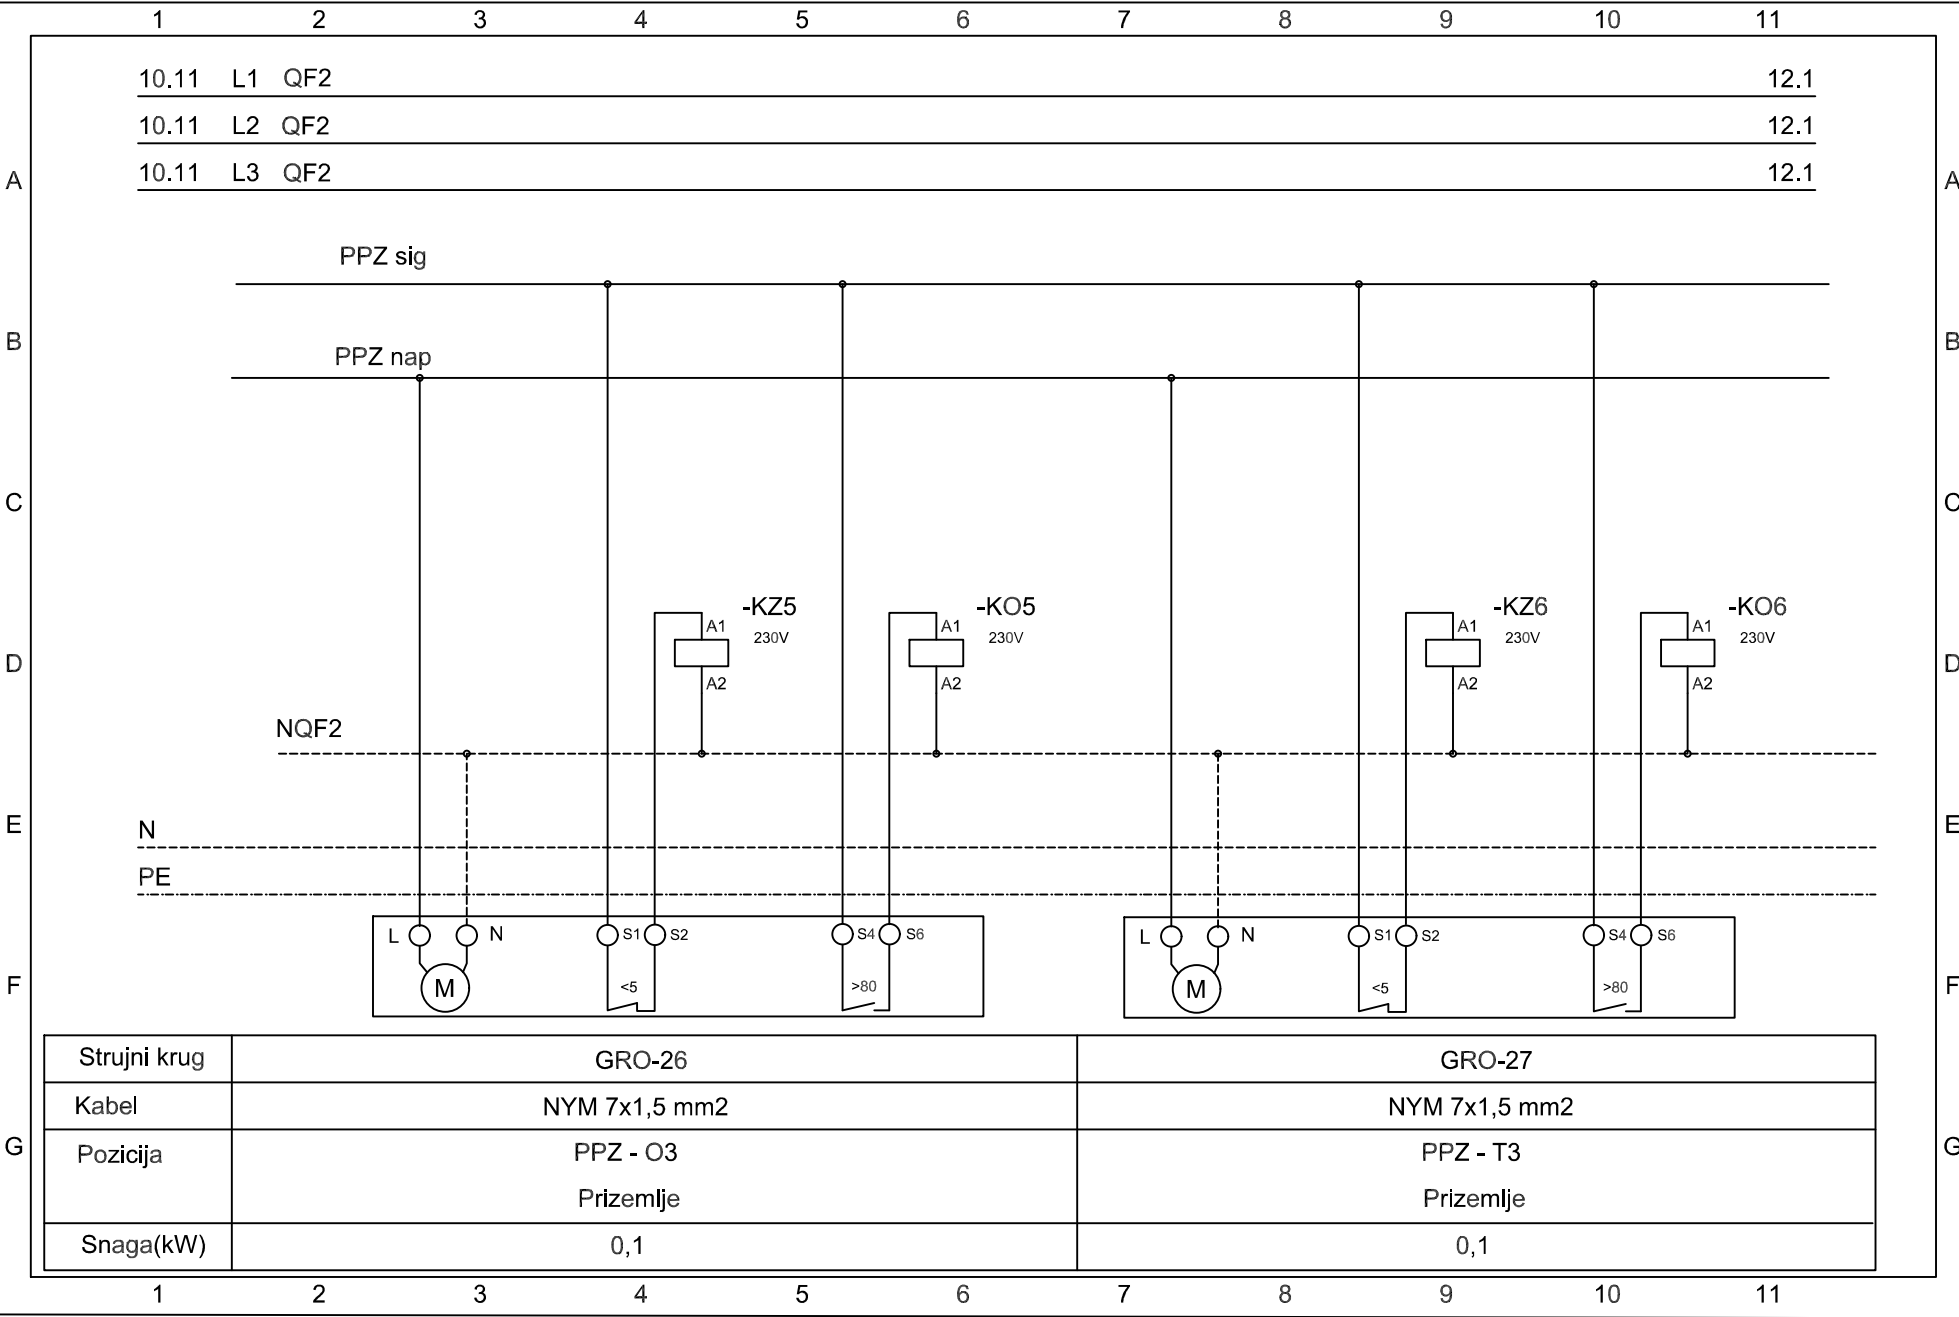 1 2 3 4 5 6 7 8 9 10 11
10.11 L1 QF2 12.1
10.11 L2 QF2 12.1
A 10.11 L3 QF2 12.1 A
PPZ sig
B B
PPZ nap
C C
-KZ5 -KO5 -KZ6 -KO6
A1 230V A1 230V A1 230V A1 230V
D D
A2 A2 A2 A2
NQF2
E E
N
PE
L N S1 S2 S4 S6 L N S1 S2 S4 S6
F M <5 >80 M <5 >80 F
Strujni krug GRO-26 GRO-27
Kabel NYM 7x1,5 mm2 NYM 7x1,5 mm2
G Pozicija PPZ - O3 PPZ - T3 G
Prizemlje Prizemlje
Snaga(kW) 0,1 0,1
1 2 3 4 5 6 7 8 9 10 11